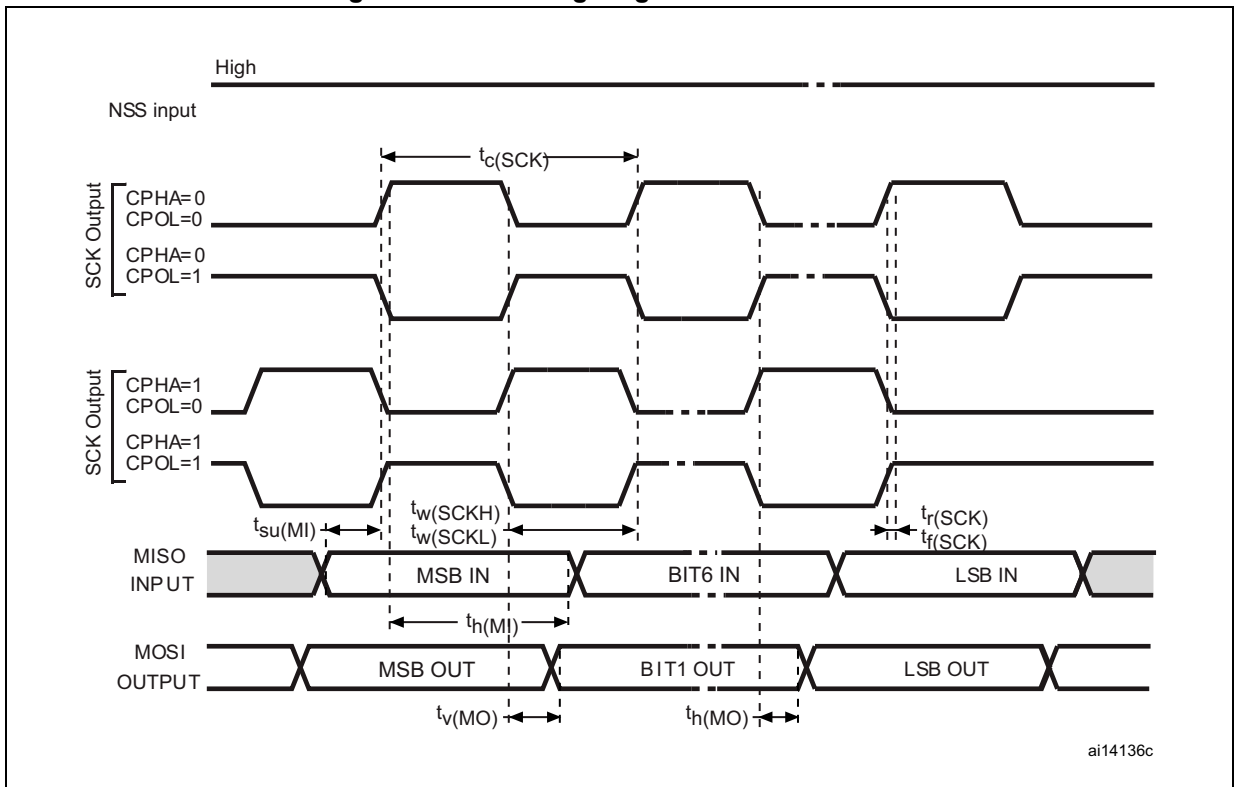 High
NSS input
tc(SCK)
SCK Output
CPHA=0
CPOL=0
CPHA=0
CPOL=1
SCK Output
CPHA=1
CPOL=0
CPHA=1
CPOL=1
tsu(MI)
tw(SCKH)
tw(SCKL)
tr(SCK)
tf(SCK)
MISO
INPUT
MSB IN
BIT6 IN
LSB IN
th(MI)
MOSI
OUTPUT
MSB OUT
BIT1 OUT
LSB OUT
tv(MO)
th(MO)
ai14136c